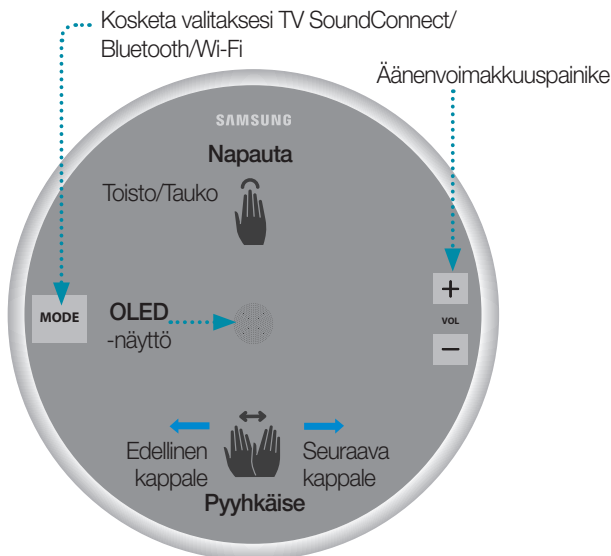 Kosketa valitaksesi TV SoundConnect/
Bluetooth/Wi-Fi
Äänenvoimakkuuspainike
SAMSUNG
Napauta
Toisto/Tauko
MODE
OLED
-näyttö
+
VOL
−
Edellinen
kappale
Seuraava
kappale
Pyyhkäise